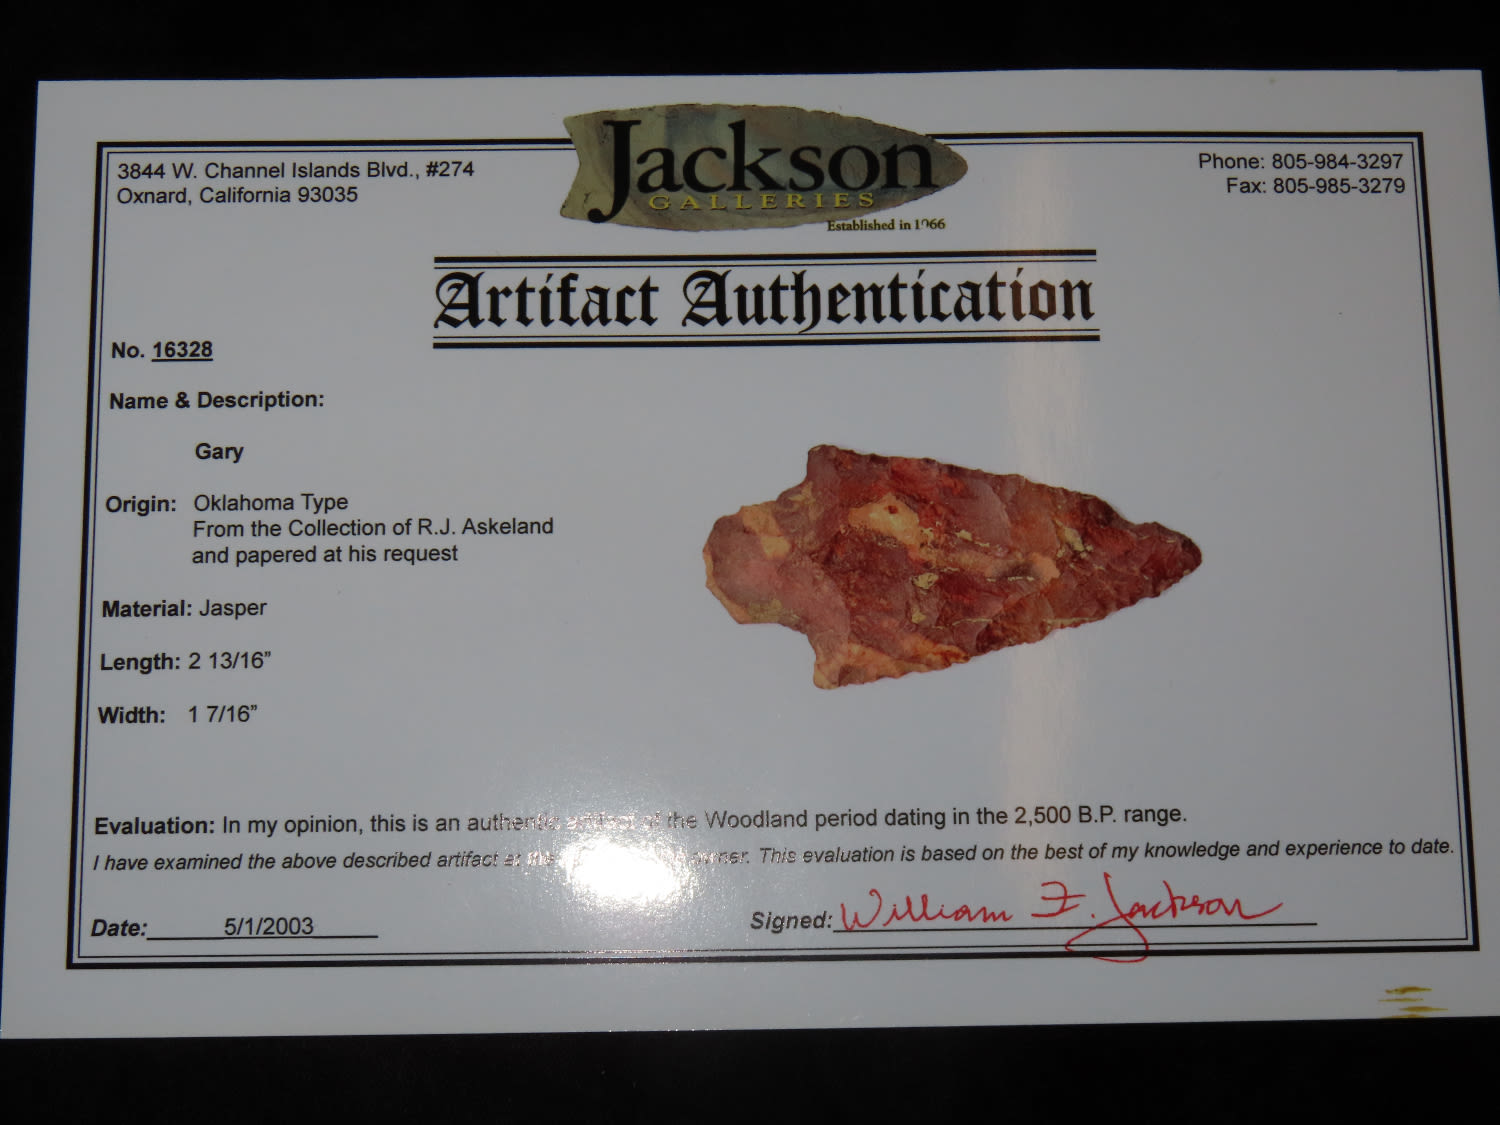 3844 W. Channel Islands Blvd., #274
Oxnard, California 93035
Jackson
GALLERIES
Established in 1966
Phone: 805-984-3297
Fax: 805-985-3279
Artifact Authentication
No. 16328
Name & Description:
Gary
Origin: Oklahoma Type
From the Collection of R.J. Askeland
and papered at his request
Material: Jasper
Length: 2 13/16”
Width: 1 7/16”
Evaluation: In my opinion, this is an authentic artifact of the Woodland period dating in the 2,500 B.P. range.
I have examined the above described artifact at the owner. This evaluation is based on the best of my knowledge and experience to date.
Date: 5/1/2003
Signed: William F. Jackson